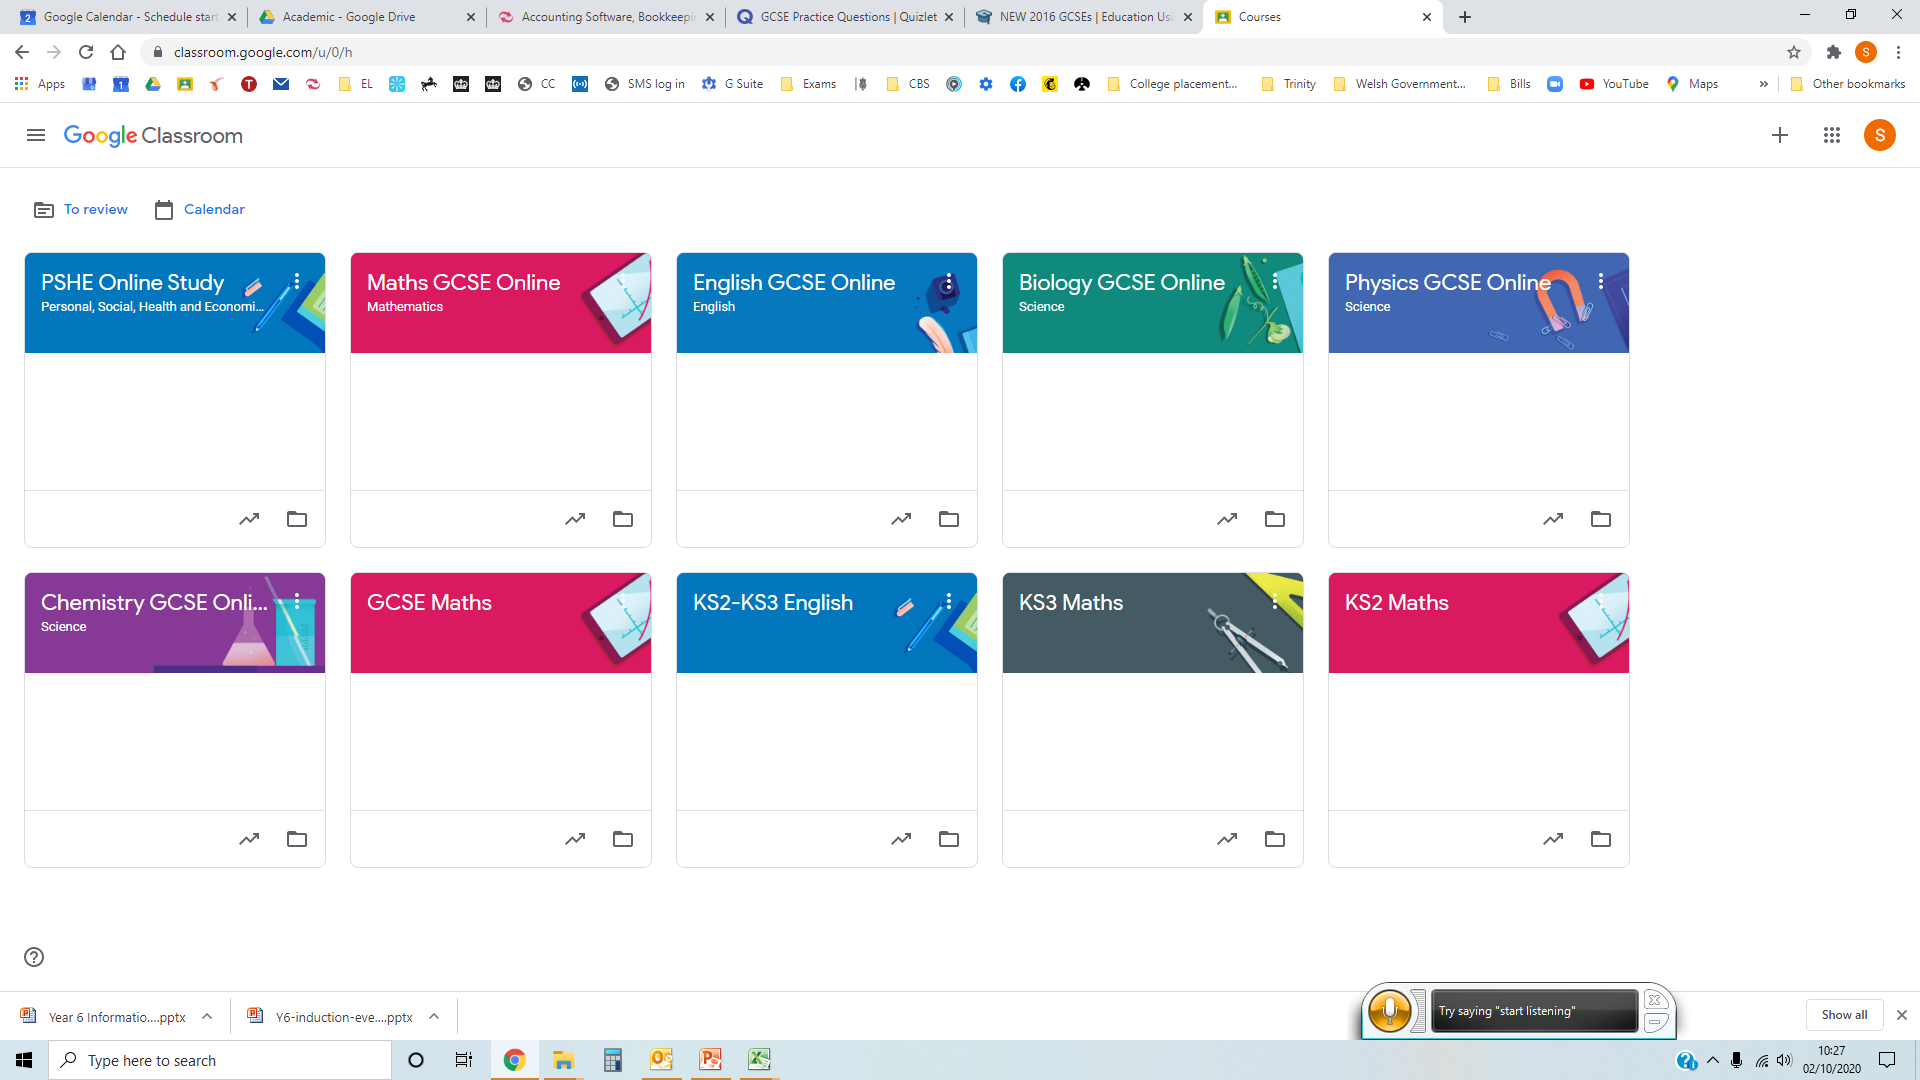 Google Calendar - Schedule start
Academic - Google Drive
Accounting Software, Bookkeepi
GCSE Practice Questions | Quizlet
NEW 2016 GCSEs | Education Usi
Courses
classroom.google.com/u/0/h
S
Apps
EL
CC
SMS log in
G Suite
Exams
CBS
College placement...
Trinity
Welsh Government...
Bills
YouTube
Maps
Other bookmarks
Google Classroom
S
To review
Calendar
PSHE Online Study
Personal, Social, Health and Economi...
Maths GCSE Online
Mathematics
English GCSE Online
English
Biology GCSE Online
Science
Physics GCSE Online
Science
Chemistry GCSE Onli...
Science
GCSE Maths
KS2-KS3 English
KS3 Maths
KS2 Maths
Year 6 Informatio....pptx
Y6-induction-eve....pptx
Try saying "start listening"
Show all
Type here to search
10:27
02/10/2020